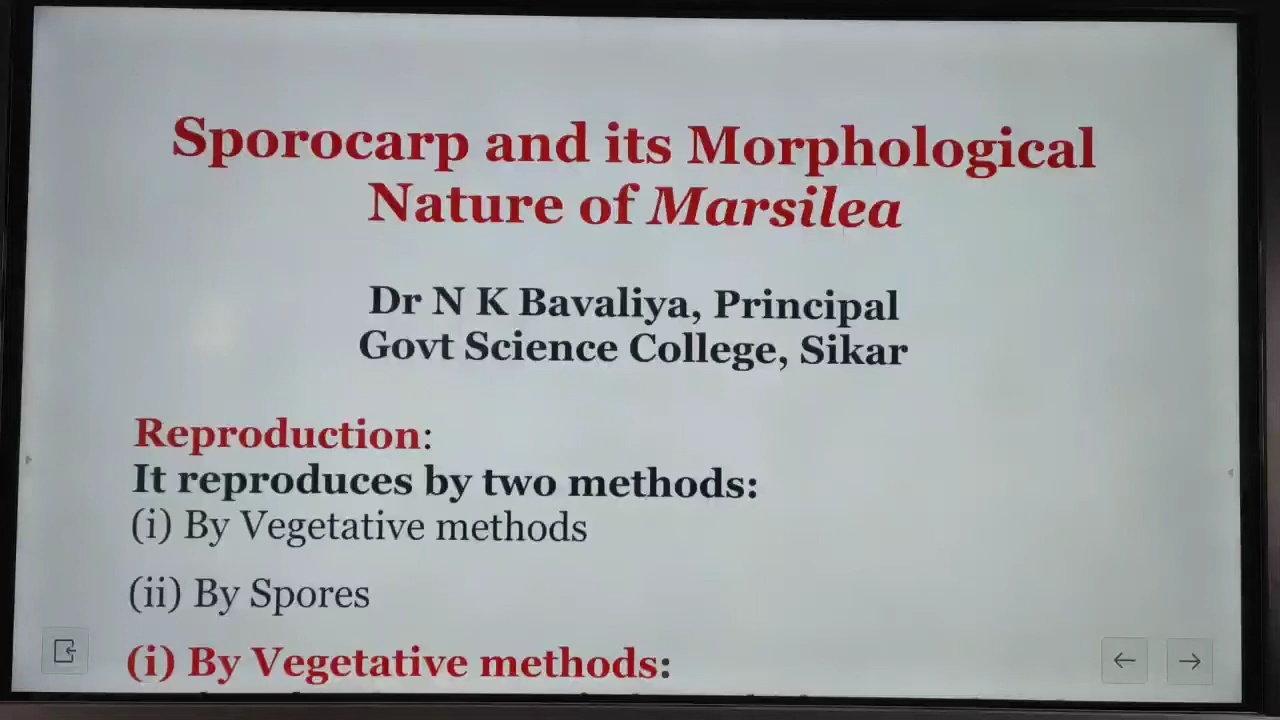 Sporocarp and its Morphological
Nature of Marsilea
Dr N K Bavaliya, Principal
Govt Science College, Sikar
Reproduction:
It reproduces by two methods:
(i) By Vegetative methods
(ii) By Spores
(i) By Vegetative methods: